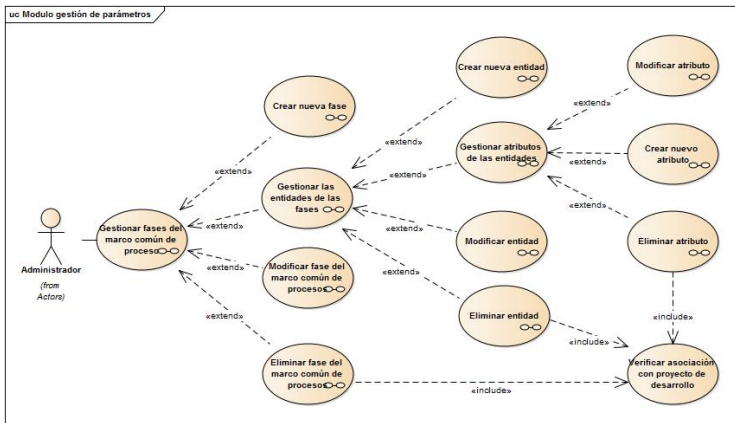 uc Modulo gestión de parámetros
Crear nueva entidad
Modificar atributo
Crear nueva fase
«extend»
«extend»
Gestionar atributos
de las entidades
Crear nuevo
atributo
«extend»
«extend»
«extend»
Gestionar las
entidades de las
fases
«extend»
«extend»
Gestionar fases del
marco común de
proceso
Administrador
(from
Actors)
«extend»
Modificar entidad
Eliminar atributo
«extend»
Modificar fase del
marco común de
procesos
«extend»
«extend»
Eliminar entidad
«include»
«include»
Eliminar fase del
marco común de
procesos
Verificar asociación
con proyecto de
desarrollo
«include»